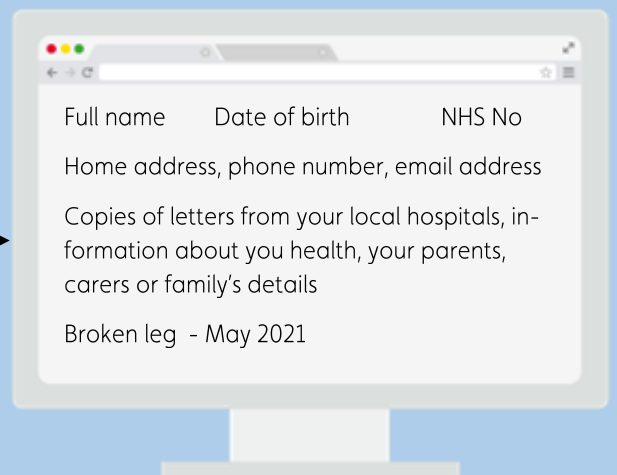 Full name Date of birth NHS No
Home address, phone number, email address
Copies of letters from your local hospitals, in-
formation about you health, your parents,
carers or family's details
Broken leg - May 2021